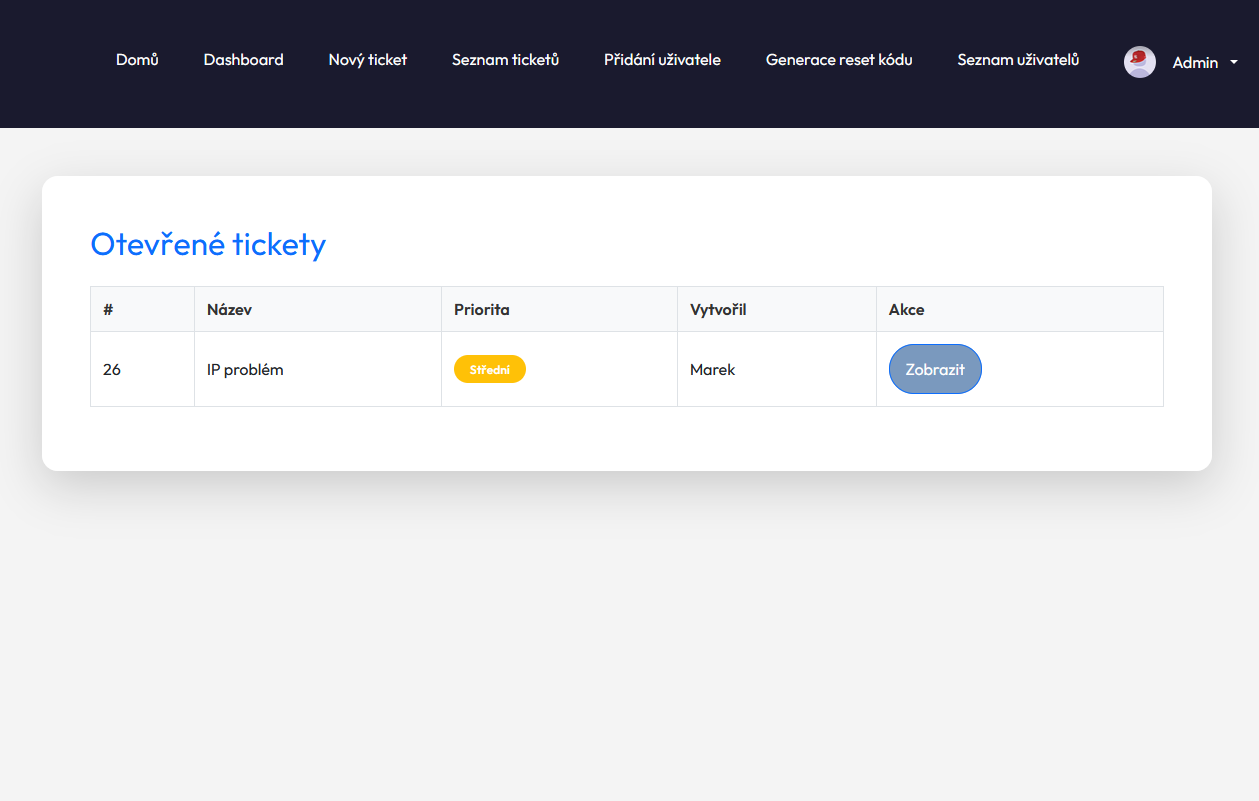 Domů Dashboard Nový ticket Seznam ticketů Přidání uživatele Generace reset kódu Seznam uživatelů Admin
Otevřené tickety
# Název Priorita Vytvořil Akce
26 IP problém Střední Marek Zobrazit